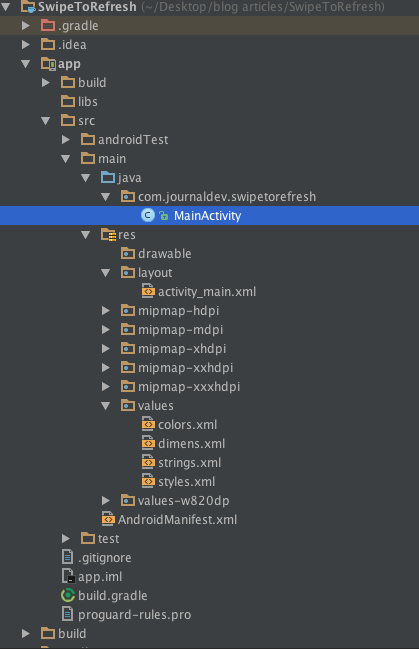 SwipeToRefresh (~/Desktop/blog articles/SwipeToRefresh)
.gradle
.idea
app
build
libs
src
androidTest
main
java
com.journaldev.swipetorefresh
MainActivity
res
drawable
layout
activity_main.xml
mipmap-hdpi
mipmap-mdpi
mipmap-xhdpi
mipmap-xxhdpi
mipmap-xxxhdpi
values
colors.xml
dimens.xml
strings.xml
styles.xml
values-w820dp
AndroidManifest.xml
test
.gitignore
app.iml
build.gradle
proguard-rules.pro
build